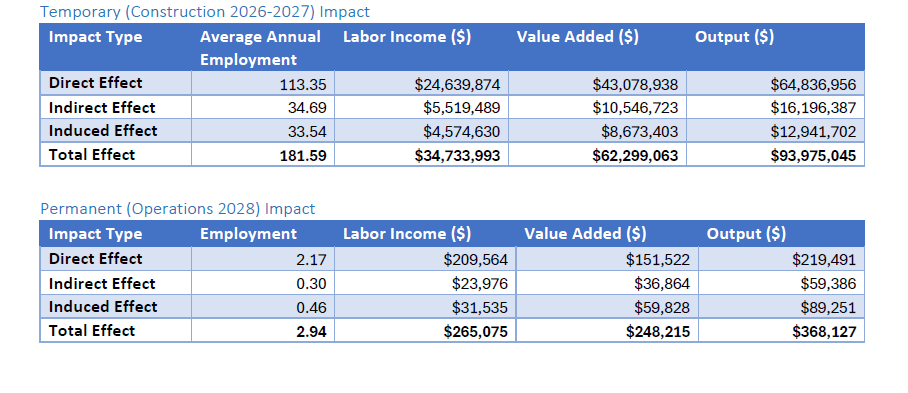 Temporary (Construction 2026-2027) Impact
Impact Type Average Annual Employment Labor Income ($) Value Added ($) Output ($)
Direct Effect 113.35 $24,639,874 $43,078,938 $64,836,956
Indirect Effect 34.69 $5,519,489 $10,546,723 $16,196,387
Induced Effect 33.54 $4,574,630 $8,673,403 $12,941,702
Total Effect 181.59 $34,733,993 $62,299,063 $93,975,045
Permanent (Operations 2028) Impact
Impact Type Employment Labor Income ($) Value Added ($) Output ($)
Direct Effect 2.17 $209,564 $151,522 $219,491
Indirect Effect 0.30 $23,976 $36,864 $59,386
Induced Effect 0.46 $31,535 $59,828 $89,251
Total Effect 2.94 $265,075 $248,215 $368,127